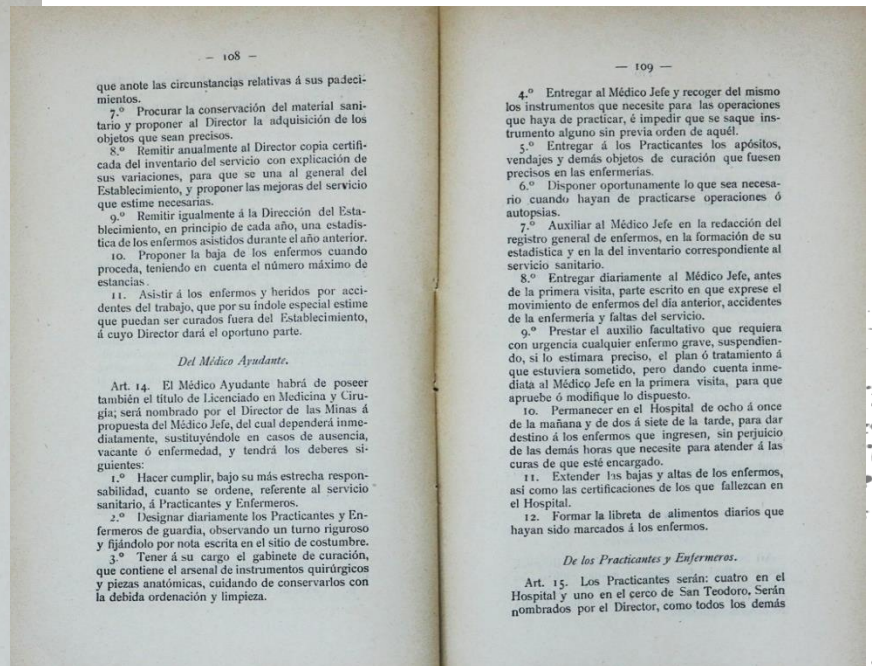 — 108 —
que anote las circunstancias relativas á sus padeci-
mientos.
7.º Procurar la conservación del material sani-
tario y proponer al Director la adquisición de los
objetos que sean precisos.
8.º Remitir anualmente al Director copia certifi-
cada del inventario del servicio con explicación de
sus variaciones, para que se una al general del
Establecimiento, y proponer las mejoras del servicio
que estime necesarias.
9.º Remitir igualmente á la Dirección del Esta-
blecimiento, en principio de cada año, una estadís-
tica de los enfermos asistidos durante el año anterior.
10. Proponer la baja de los enfermos cuando
proceda, teniendo en cuenta el número máximo de
estancias.
11. Asistir á los enfermos y heridos por acci-
dentes del trabajo, que por su índole especial estime
que puedan ser curados fuera del Establecimiento,
á cuyo Director dará el oportuno parte.
Del Médico Ayudante.
Art. 14. El Médico Ayudante habrá de poseer
también el título de Licenciado en Medicina y Ciru-
gía; será nombrado por el Director de las Minas á
propuesta del Médico Jefe, del cual dependerá inme-
diatamente, sustituyéndole en casos de ausencia,
vacante ó enfermedad, y tendrá los deberes si-
guientes:
1.º Hacer cumplir, bajo su más estrecha respon-
sabilidad, cuanto se ordene, referente al servicio
sanitario, á Practicantes y Enfermeros.
2.º Designar diariamente los Practicantes y En-
fermeros de guardia, observando un turno riguroso
y fijándolo por nota escrita en el sitio de costumbre.
3.º Tener á su cargo el gabinete de curación,
que contiene el arsenal de instrumentos quirúrgicos
y piezas anatómicas, cuidando de conservarlos con
la debida ordenación y limpieza.
— 109 —
4.º Entregar al Médico Jefe y recoger del mismo
los instrumentos que necesite para las operaciones
que haya de practicar, é impedir que se saque ins-
trumento alguno sin previa orden de aquél.
5.º Entregar á los Practicantes los apósitos,
vendajes y demás objetos de curación que fuesen
precisos en las enfermerias.
6.º Disponer oportunamente lo que sea necesa-
rio cuando hayan de practicarse operaciones ó
autopsias.
7.º Auxiliar al Médico Jefe en la redacción del
registro general de enfermos, en la formación de su
estadística y en la del inventario correspondiente al
servicio sanitario.
8.º Entregar diariamente al Médico Jefe, antes
de la primera visita, parte escrito en que exprese el
movimiento de enfermos del día anterior, accidentes
de la enfermería y faltas del servicio.
9.º Prestar el auxilio facultativo que requiera
con urgencia cualquier enfermo grave, suspendien-
do, si lo estimara preciso, el plan ó tratamiento á
que estuviera sometido, pero dando cuenta inme-
diata al Médico Jefe en la primera visita, para que
apruebe ó modifique lo dispuesto.
10. Permanecer en el Hospital de ocho á once
de la mañana y de dos á siete de la tarde, para dar
destino á los enfermos que ingresen, sin perjuicio
de las demás horas que necesite para atender á las
curas de que esté encargado.
11. Extender las bajas y altas de los enfermos,
así como las certificaciones de los que fallezcan en
el Hospital.
12. Formar la libreta de alimentos diarios que
hayan sido marcados á los enfermos.
De los Practicantes y Enfermeros.
Art. 15. Los Practicantes serán: cuatro en el
Hospital y uno en el cerco de San Teodoro. Serán
nombrados por el Director, como todos los demás